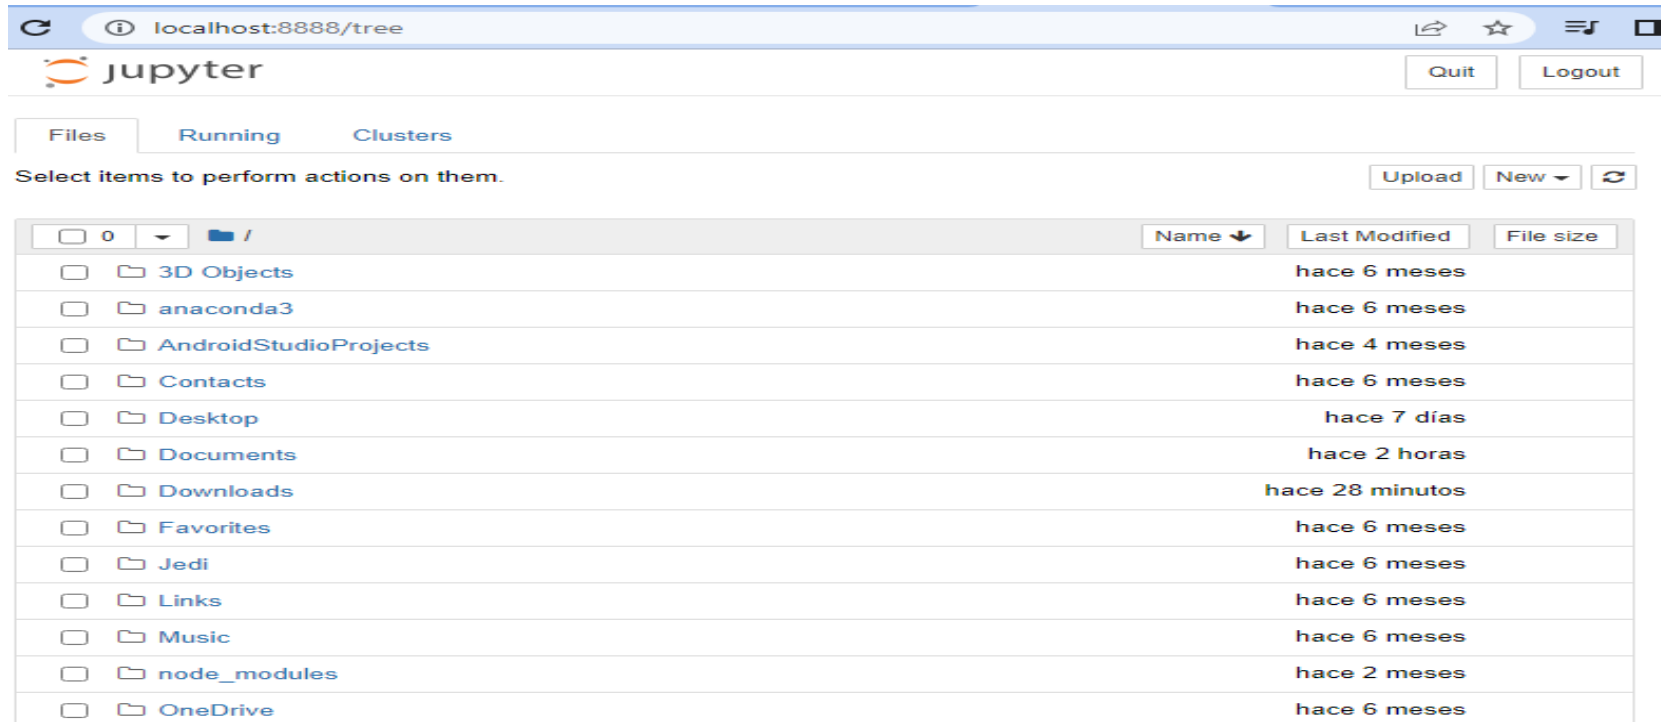 localhost:8888/tree
jupyter
Quit Logout
Files Running Clusters
Select items to perform actions on them.
Upload New
0 / Name Last Modified File size
3D Objects hace 6 meses
anaconda3 hace 6 meses
AndroidStudioProjects hace 4 meses
Contacts hace 6 meses
Desktop hace 7 días
Documents hace 2 horas
Downloads hace 28 minutos
Favorites hace 6 meses
Jedi hace 6 meses
Links hace 6 meses
Music hace 6 meses
node_modules hace 2 meses
OneDrive hace 6 meses